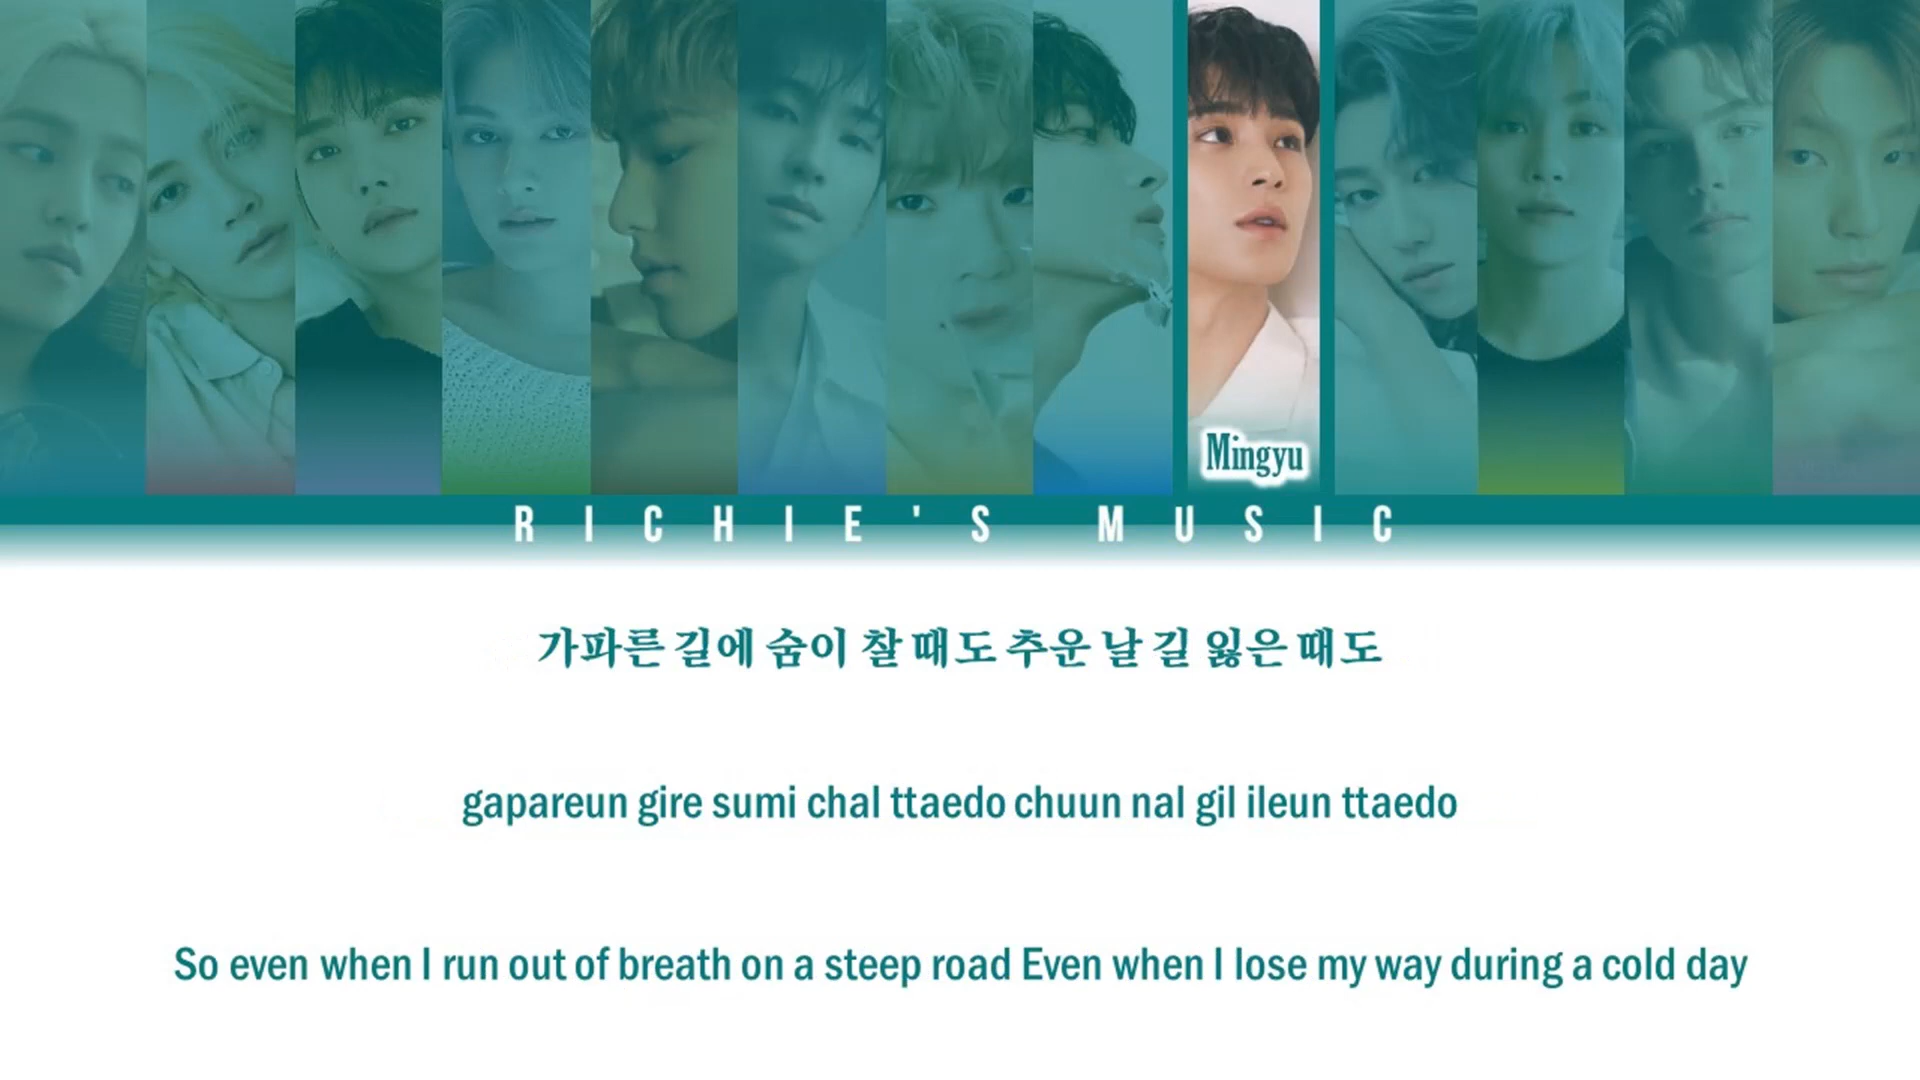 Mingyu
RICHIE'S MUSIC
가파른 길에 숨이 찰 때도 추운 날 길 잃은 때도
gapareun gire sumi chal ttaedo chuun nal gil ileun ttaedo
So even when I run out of breath on a steep road Even when I lose my way during a cold day